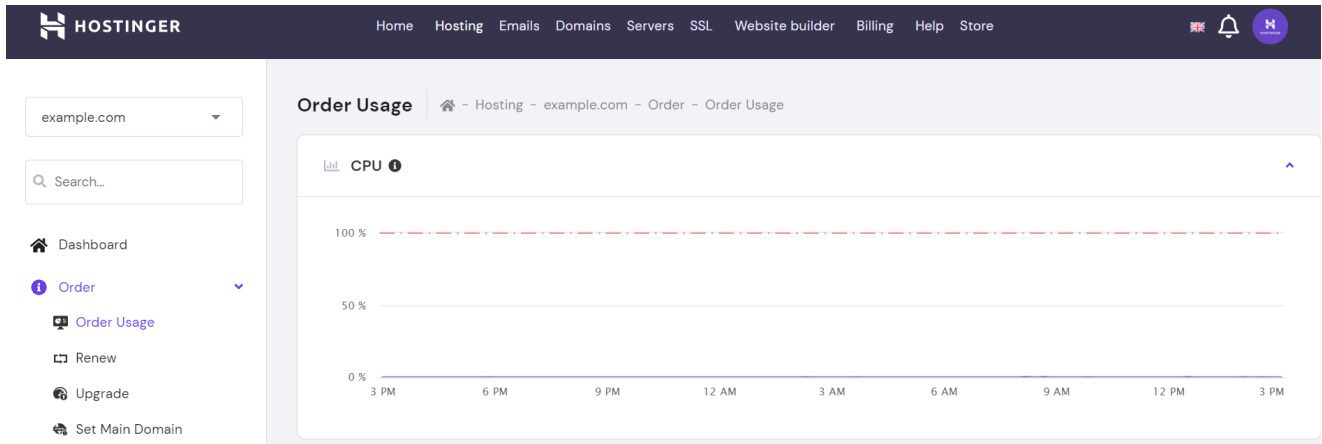 HOSTINGER
Home Hosting Emails Domains Servers SSL Website builder Billing Help Store
example.com
Search...
Dashboard
Order
Order Usage
Renew
Upgrade
Set Main Domain
Order Usage - Hosting - example.com - Order - Order Usage
CPU
100 %
50 %
0 %
3 PM 6 PM 9 PM 12 AM 3 AM 6 AM 9 AM 12 PM 3 PM